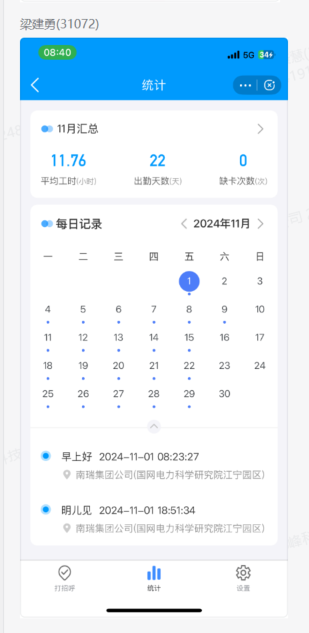 梁建勇(31072)
08:40 5G 34
统计
11月汇总
11.76 22 0
平均工时(小时) 出勤天数(天) 缺卡次数(次)
每日记录 2024年11月
一 二 三 四 五 六 日
1 2 3
4 5 6 7 8 9 10
11 12 13 14 15 16 17
18 19 20 21 22 23 24
25 26 27 28 29 30
早上好 2024-11-01 08:23:27
南瑞集团公司(国网电力科学研究院江宁园区)
明儿见 2024-11-01 18:51:34
南瑞集团公司(国网电力科学研究院江宁园区)
打招呼 统计 设置